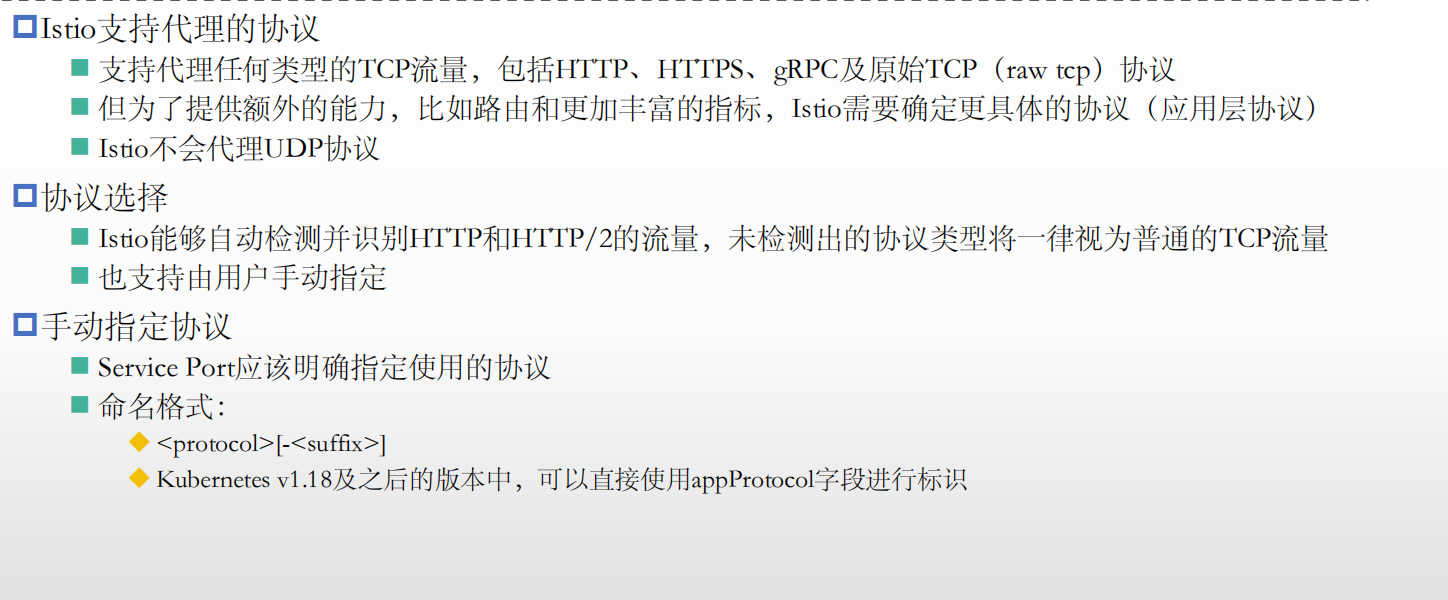 Istio支持代理的协议
支持代理任何类型的TCP流量，包括HTTP、HTTPS、gRPC及原始TCP（raw tcp）协议
但为了提供额外的能力，比如路由和更加丰富的指标，Istio需要确定更具体的协议（应用层协议）
Istio不会代理UDP协议
协议选择
Istio能够自动检测并识别HTTP和HTTP/2的流量，未检测出的协议类型将一律视为普通的TCP流量
也支持由用户手动指定
手动指定协议
Service Port应该明确指定使用的协议
命名格式：
<protocol>[-<suffix>]
Kubernetes v1.18及之后的版本中，可以直接使用appProtocol字段进行标识